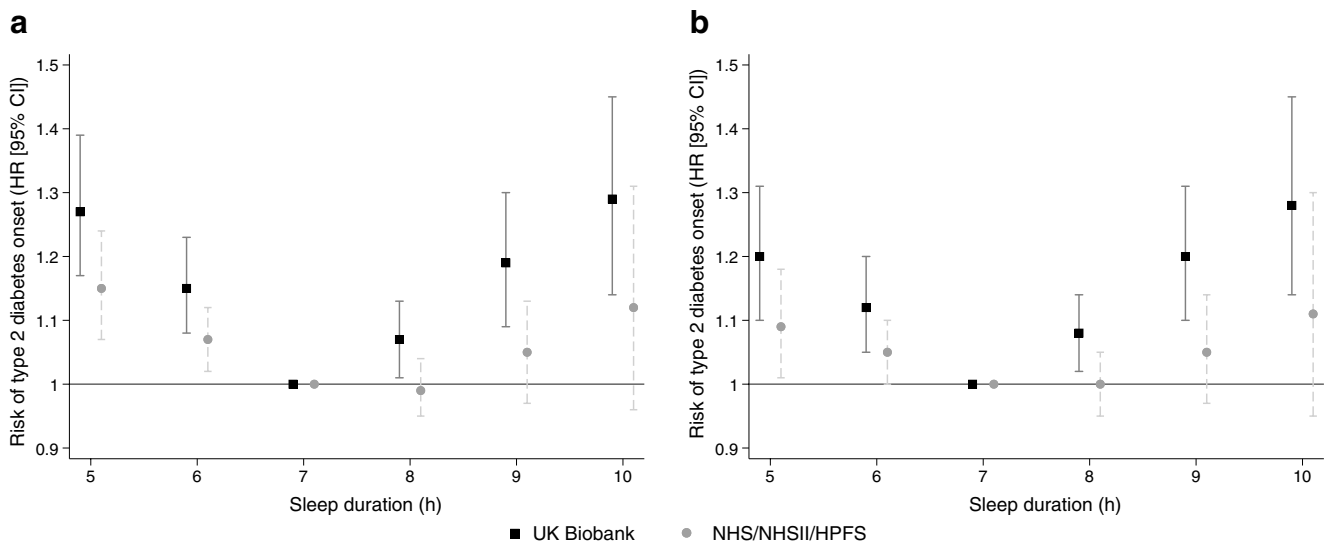 a
Risk of type 2 diabetes onset (HR [95% CI])
1.5
1.4
1.3
1.2
1.1
1
0.9
5 6 7 8 9 10
Sleep duration (h)
b
Risk of type 2 diabetes onset (HR [95% CI])
1.5
1.4
1.3
1.2
1.1
1
0.9
5 6 7 8 9 10
Sleep duration (h)
UK Biobank NHS/NHSII/HPFS